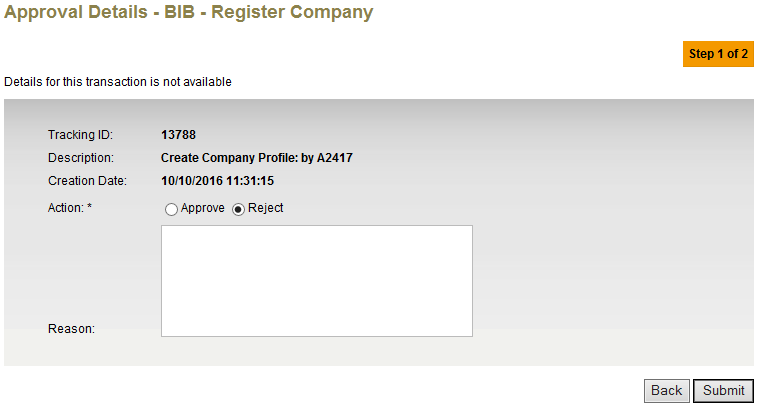 Approval Details - BIB - Register Company
Step 1 of 2
Details for this transaction is not available
Tracking ID: 13788
Description: Create Company Profile: by A2417
Creation Date: 10/10/2016 11:31:15
Action: * Approve Reject
Reason:
Back Submit